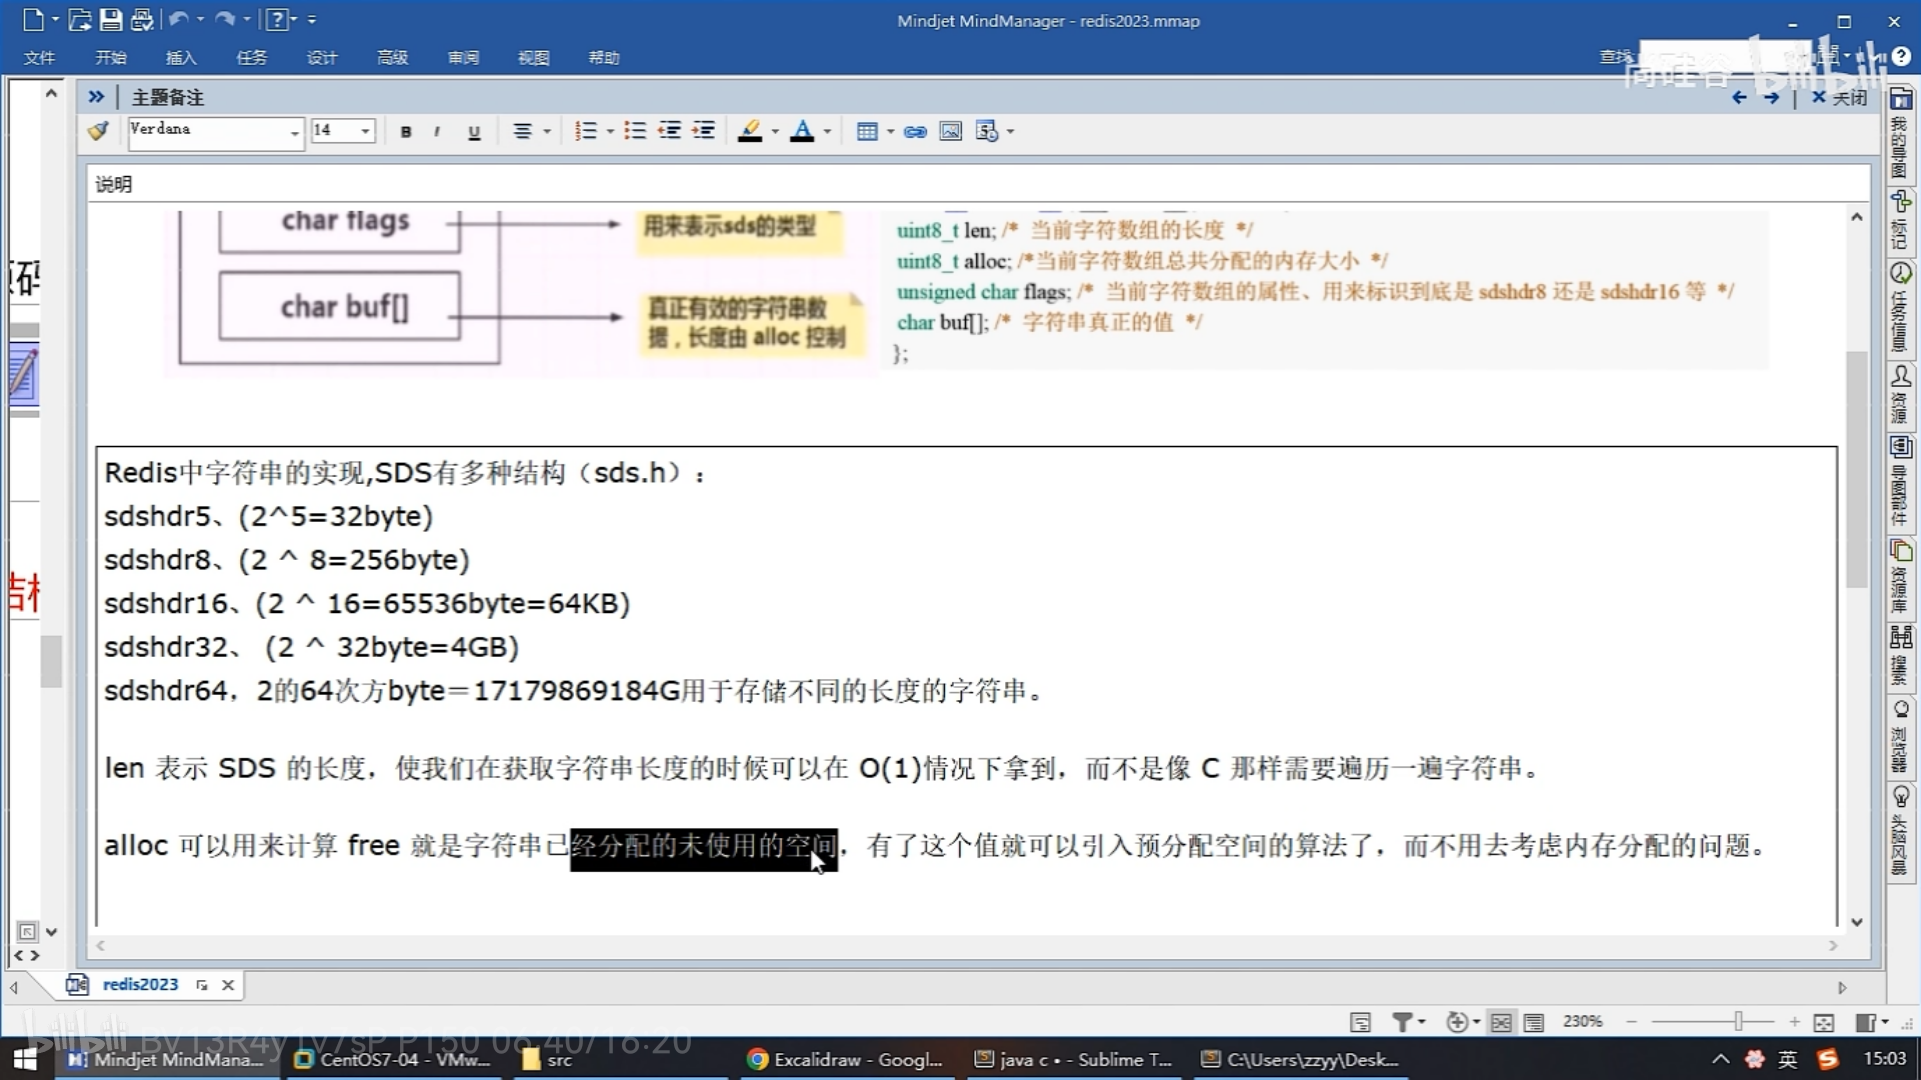 Mindjet MindManager - redis2023.mmap
文件 开始 插入 任务 设计 高级 审阅 视图 帮助 查找
尚硅谷 bilibili
主题备注 关闭
Verdana 14 B I U
说明
char flags
用来表示sds的类型
char buf[]
真正有效的字符串数
据，长度由 alloc 控制
uint8_t len; /* 当前字符数组的长度 */
uint8_t alloc; /*当前字符数组总共分配的内存大小 */
unsigned char flags; /* 当前字符数组的属性、用来标识到底是 sdshdr8 还是 sdshdr16 等 */
char buf[]; /* 字符串真正的值 */
};
Redis中字符串的实现,SDS有多种结构（sds.h）：
sdshdr5、(2^5=32byte)
sdshdr8、(2 ^ 8=256byte)
sdshdr16、(2 ^ 16=65536byte=64KB)
sdshdr32、 (2 ^ 32byte=4GB)
sdshdr64，2的64次方byte＝17179869184G用于存储不同的长度的字符串。
len 表示 SDS 的长度，使我们在获取字符串长度的时候可以在 O(1)情况下拿到，而不是像 C 那样需要遍历一遍字符串。
alloc 可以用来计算 free 就是字符串已经分配的未使用的空间，有了这个值就可以引入预分配空间的算法了，而不用去考虑内存分配的问题。
源码
结构
我的导图
标记
任务信息
资源
导图部件
资源库
搜索
浏览器
头脑风暴
redis2023
230%
bilibili BV13R4y1v7sP P150 06:40/16:20
Mindjet MindMana...
CentOS7-04 - VMw...
src
Excalidraw - Googl...
java c • - Sublime T...
C:\Users\zzyy\Desk...
英
15:03